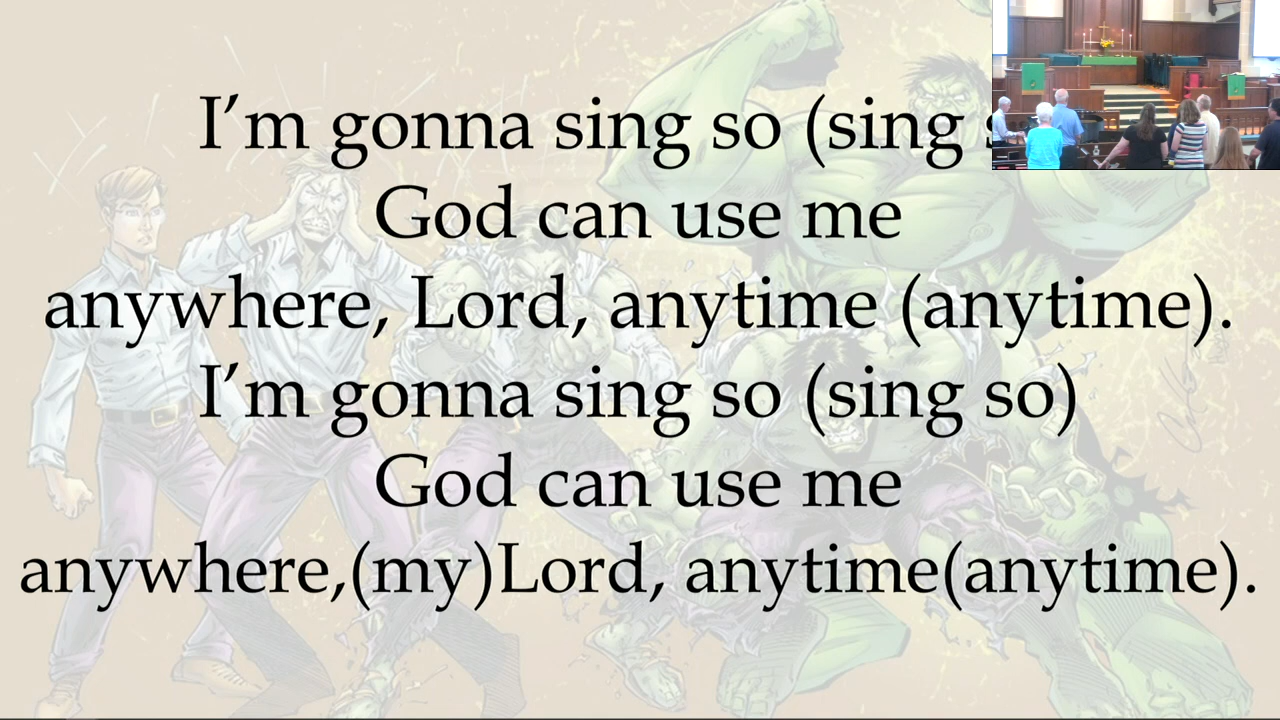 I’m gonna sing so (sing
God can use me
anywhere, Lord, anytime (anytime).
I’m gonna sing so (sing so)
God can use me
anywhere,(my)Lord, anytime(anytime).